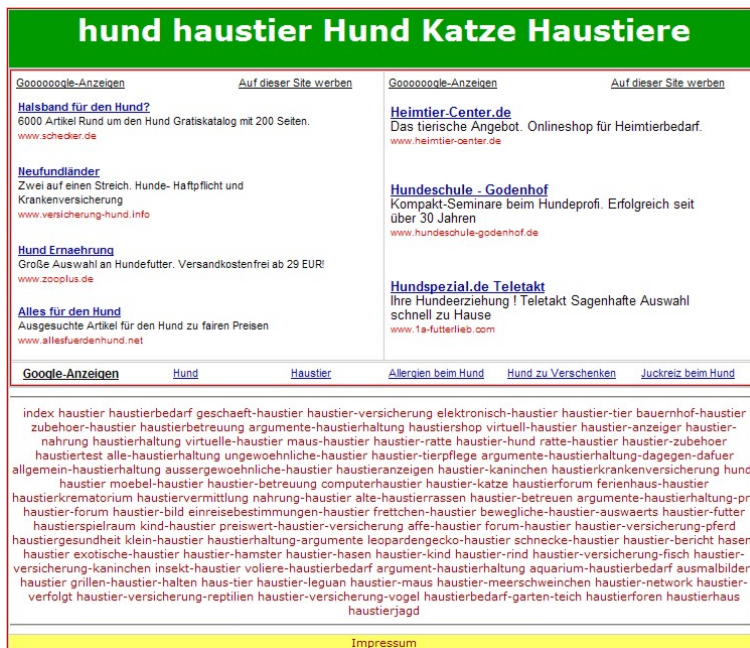 hund haustier Hund Katze Haustiere
Goooooogle-Anzeigen Auf dieser Site werben
Halsband für den Hund?
6000 Artikel Rund um den Hund Gratiskatalog mit 200 Seiten.
www.schecker.de
Neufundländer
Zwei auf einen Streich. Hunde- Haftpflicht und
Krankenversicherung
www.versicherung-hund.info
Hund Ernaehrung
Große Auswahl an Hundefutter. Versandkostenfrei ab 29 EUR!
www.zooplus.de
Alles für den Hund
Ausgesuchte Artikel für den Hund zu fairen Preisen
www.allesfuerdenhund.net
Goooooogle-Anzeigen Auf dieser Site werben
Heimtier-Center.de
Das tierische Angebot. Onlineshop für Heimtierbedarf.
www.heimtier-center.de
Hundeschule - Godenhof
Kompakt-Seminare beim Hundeprofi. Erfolgreich seit
über 30 Jahren
www.hundeschule-godenhof.de
Hundspezial.de Teletakt
Ihre Hundeerziehung ! Teletakt Sagenhafte Auswahl
schnell zu Hause
www.1a-futterlieb.com
Google-Anzeigen Hund Haustier Allergien beim Hund Hund zu Verschenken Juckreiz beim Hund
index haustier haustierbedarf geschaeft-haustier haustier-versicherung elektronisch-haustier haustier-tier bauernhof-haustier
zubehoer-haustier haustierbetreuung argumente-haustierhaltung haustiershop virtuell-haustier haustier-anzeiger haustier-
nahrung haustierhaltung virtuelle-haustier maus-haustier haustier-ratte haustier-hund ratte-haustier haustier-zubehoer
haustiertest alle-haustierhaltung ungewoehnliche-haustier haustier-tierpflege argumente-haustierhaltung-dagegen-dafuer
allgemein-haustierhaltung aussergewoehnliche-haustier haustieranzeigen haustier-kaninchen haustierkrankenversicherung hund
haustier moebel-haustier haustier-betreuung computerhaustier haustier-katze haustierforum ferienhaus-haustier
haustierkrematorium haustiervermittlung nahrung-haustier alte-haustierrassen haustier-betreuen argumente-haustierhaltung-pr
haustier-forum haustier-bild einreisebestimmungen-haustier frettchen-haustier bewegliche-haustier-auswaerts haustier-futter
haustierspielraum kind-haustier preiswert-haustier-versicherung affe-haustier forum-haustier haustier-versicherung-pferd
haustiergesundheit klein-haustier haustierhaltung-argumente leopardengecko-haustier schnecke-haustier haustier-bericht hasen
haustier exotische-haustier haustier-hamster haustier-hasen haustier-kind haustier-rind haustier-versicherung-fisch haustier-
versicherung-kaninchen insekt-haustier voliere-haustierbedarf argument-haustierhaltung aquarium-haustierbedarf ausmalbilder
haustier grillen-haustier-halten haus-tier haustier-leguan haustier-maus haustier-meerschweinchen haustier-network haustier-
verfolgt haustier-versicherung-reptilien haustier-versicherung-vogel haustierbedarf-garten-teich haustierforen haustierhaus
haustierjagd
Impressum